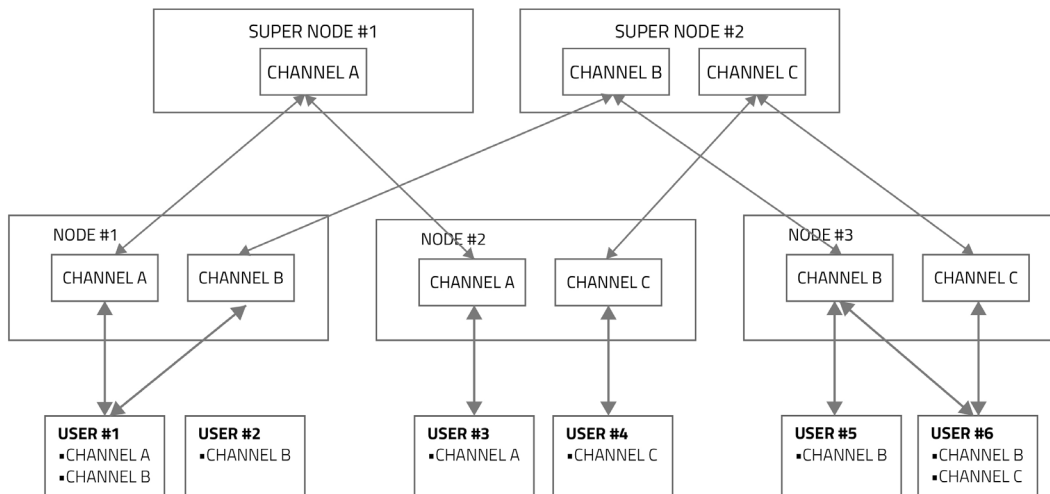 SUPER NODE #1
CHANNEL A
SUPER NODE #2
CHANNEL B
CHANNEL C
NODE #1
CHANNEL A
CHANNEL B
NODE #2
CHANNEL A
CHANNEL C
NODE #3
CHANNEL B
CHANNEL C
USER #1
▪CHANNEL A
▪CHANNEL B
USER #2
▪CHANNEL B
USER #3
▪CHANNEL A
USER #4
▪CHANNEL C
USER #5
▪CHANNEL B
USER #6
▪CHANNEL B
▪CHANNEL C